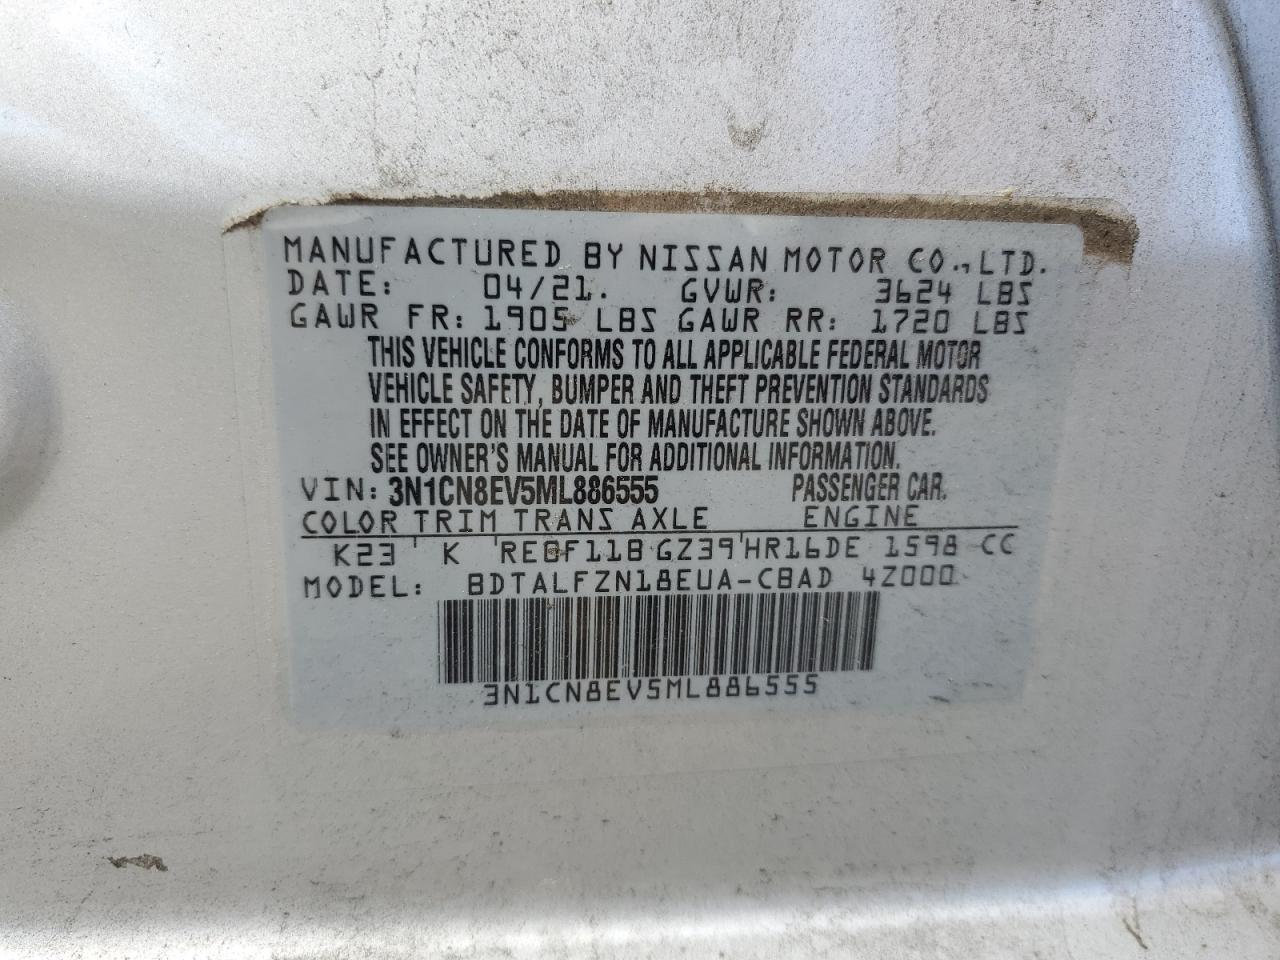 MANUFACTURED BY NISSAN MOTOR CO.,LTD.
DATE: 04/21. GVWR: 3624 LBS
GAWR FR: 1905 LBS GAWR RR: 1720 LBS
THIS VEHICLE CONFORMS TO ALL APPLICABLE FEDERAL MOTOR
VEHICLE SAFETY, BUMPER AND THEFT PREVENTION STANDARDS
IN EFFECT ON THE DATE OF MANUFACTURE SHOWN ABOVE.
SEE OWNER'S MANUAL FOR ADDITIONAL INFORMATION.
VIN: 3N1CN8EV5ML886555 PASSENGER CAR.
COLOR TRIM TRANS AXLE ENGINE
K23 K RE0F11B GZ39 HR16DE 1598 CC
MODEL: BDTALFZN18EUA-CBAD 4Z000
3N1CN8EV5ML886555